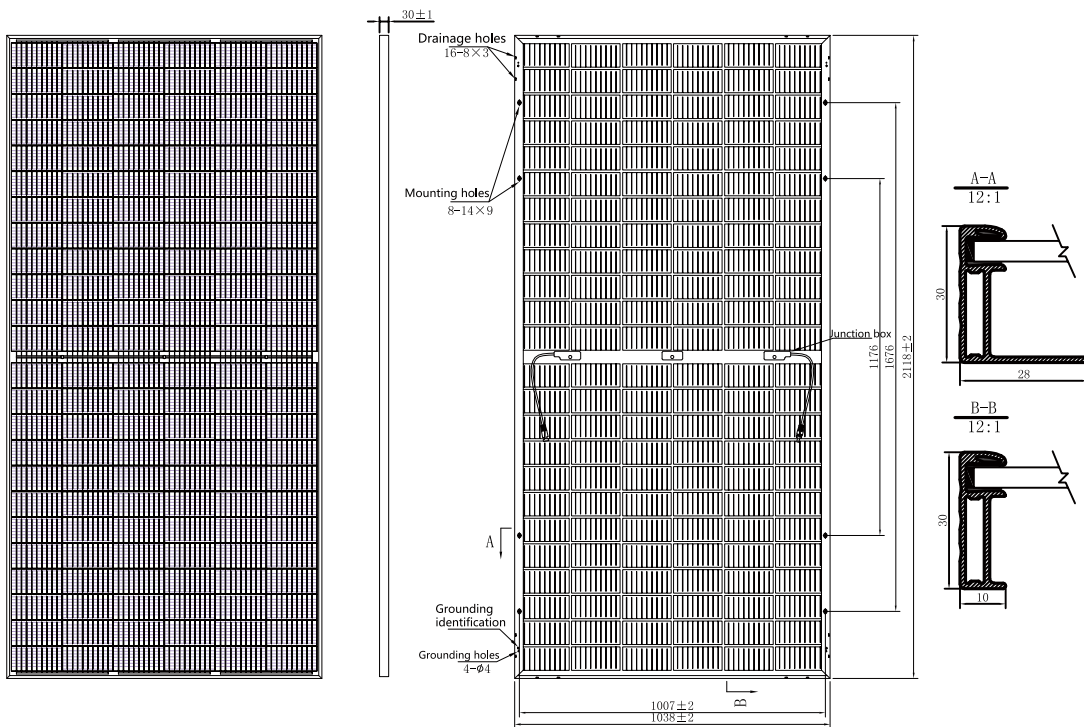 30±1
Drainage holes
16-8×3
Mounting holes
8-14×9
Junction box
1176
1676
2118±2
A
Grounding
identification
Grounding holes
4-ϕ4
B
1007±2
1038±2
A-A
12:1
30
28
B-B
12:1
30
10